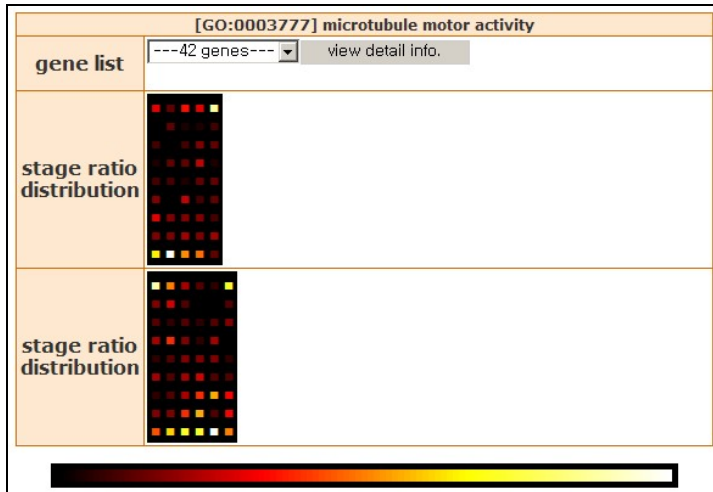 [GO:0003777] microtubule motor activity
gene list
---42 genes---
view detail info.
stage ratio
distribution
stage ratio
distribution